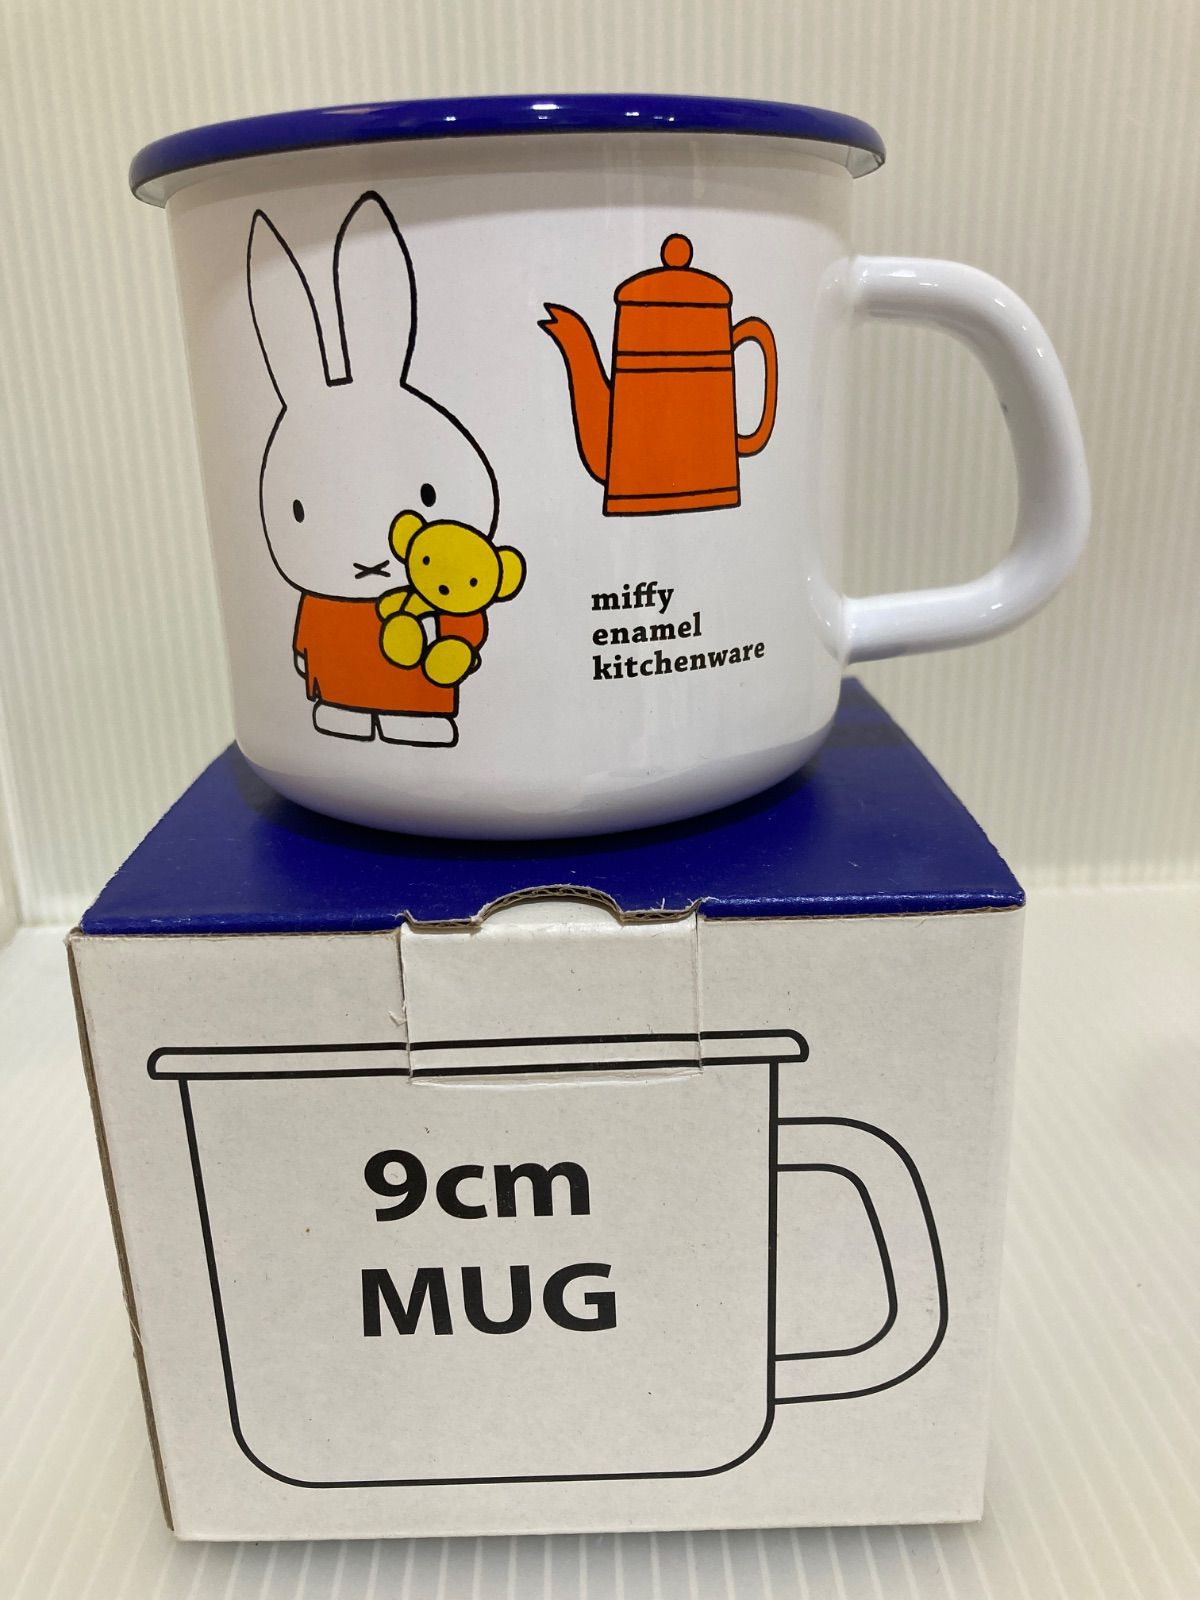 miffy
enamel
kitchenware
9cm
MUG